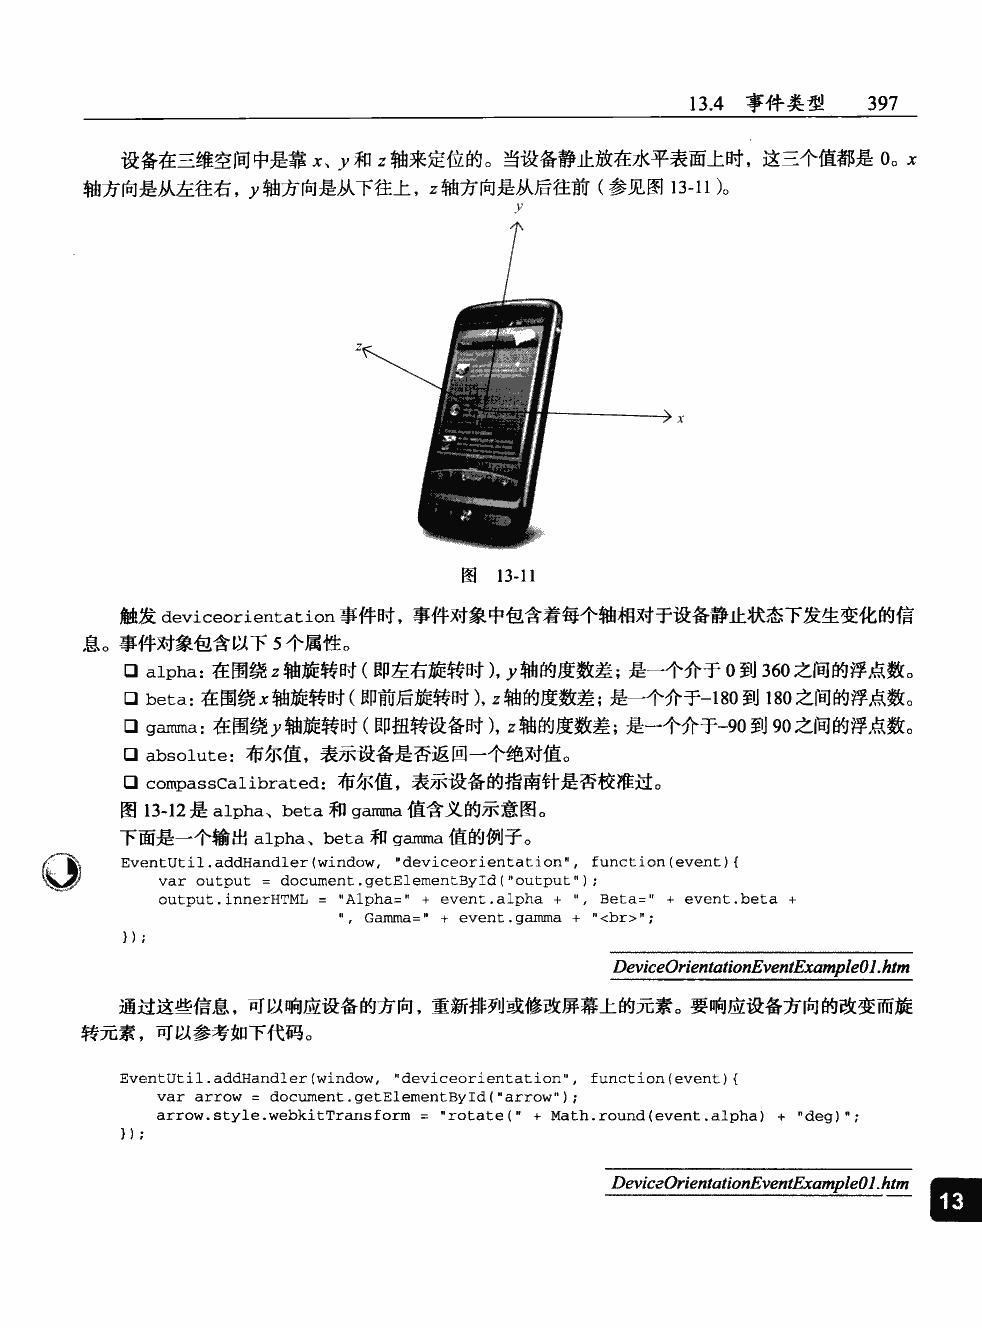 13.4 事件类型 397
设备在三维空间中是靠 x、y 和 z 轴来定位的。当设备静止放在水平表面上时，这三个值都是 0。x
轴方向是从左往右，y 轴方向是从下往上，z 轴方向是从后往前（参见图 13-11）。
y
z
x
图 13-11
触发 deviceorientation 事件时，事件对象中包含着每个轴相对于设备静止状态下发生变化的信
息。事件对象包含以下 5 个属性。
❑ alpha：在围绕 z 轴旋转时（即左右旋转时），y 轴的度数差；是一个介于 0 到 360 之间的浮点数。
❑ beta：在围绕 x 轴旋转时（即前后旋转时），z 轴的度数差；是一个介于–180 到 180 之间的浮点数。
❑ gamma：在围绕 y 轴旋转时（即扭转设备时），z 轴的度数差；是一个介于–90 到 90 之间的浮点数。
❑ absolute：布尔值，表示设备是否返回一个绝对值。
❑ compassCalibrated：布尔值，表示设备的指南针是否校准过。
图 13-12 是 alpha、beta 和 gamma 值含义的示意图。
下面是一个输出 alpha、beta 和 gamma 值的例子。
EventUtil.addHandler(window, "deviceorientation", function(event){
var output = document.getElementById("output");
output.innerHTML = "Alpha=" + event.alpha + ", Beta=" + event.beta +
", Gamma=" + event.gamma + "<br>";
});
DeviceOrientationEventExample01.htm
通过这些信息，可以响应设备的方向，重新排列或修改屏幕上的元素。要响应设备方向的改变而旋
转元素，可以参考如下代码。
EventUtil.addHandler(window, "deviceorientation", function(event){
var arrow = document.getElementById("arrow");
arrow.style.webkitTransform = "rotate(" + Math.round(event.alpha) + "deg)";
});
DeviceOrientationEventExample01.htm
13